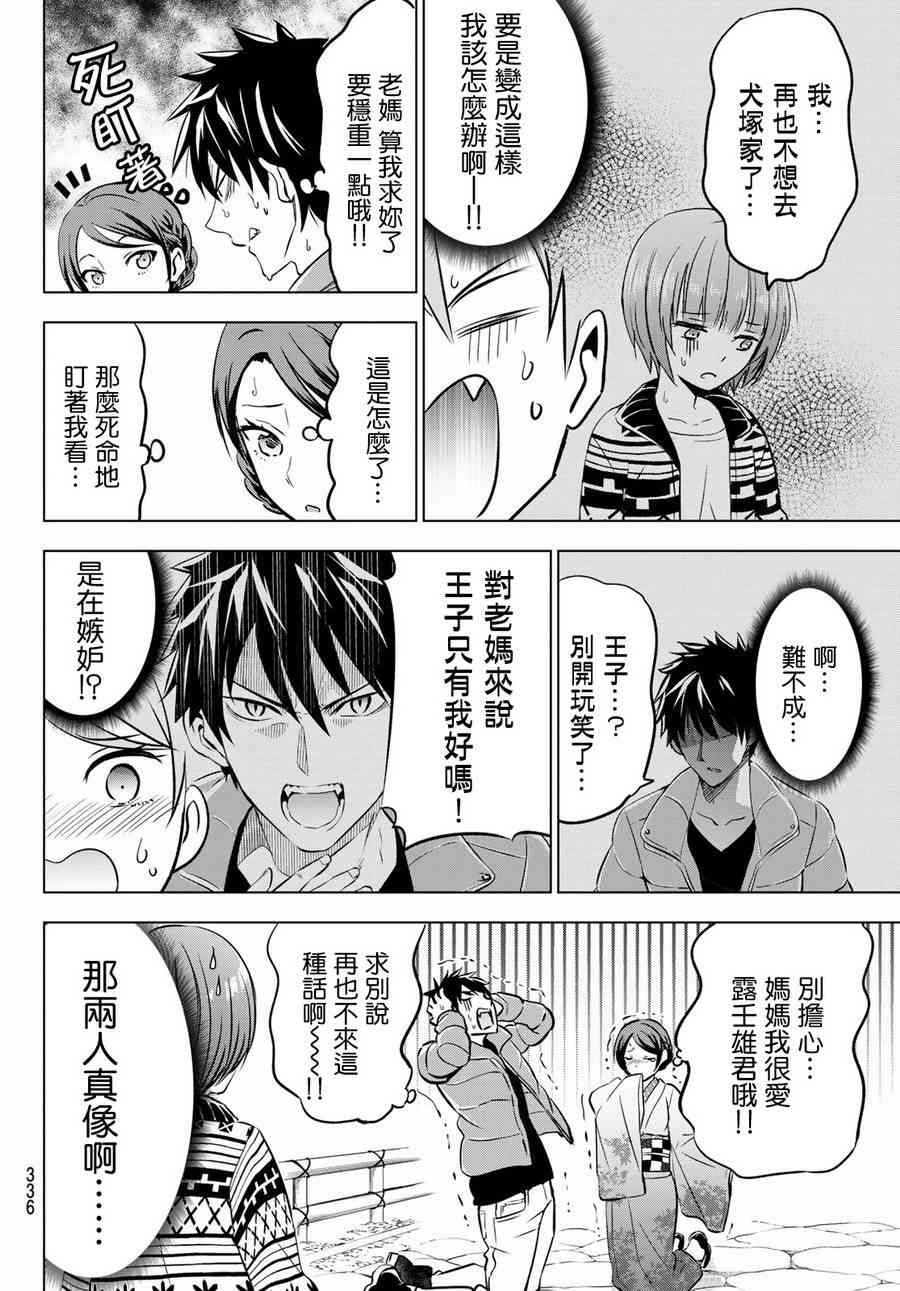 我…
再也不想去
犬塚家了…
要是變成這樣
我該怎麼辦啊—!!
老媽 算我求妳了
要穩重一點哦!!
死盯著
這是怎麼了…
那麼死命地
盯著我看…
啊…
難不成…
王子…?
別開玩笑了…
對老媽來說
王子只有我好嗎!
是在嫉妒!?
別擔心…
媽媽我很愛
露壬雄君哦!!
求別說
再也不來這
種話啊~~!!
那兩人真像啊……
336